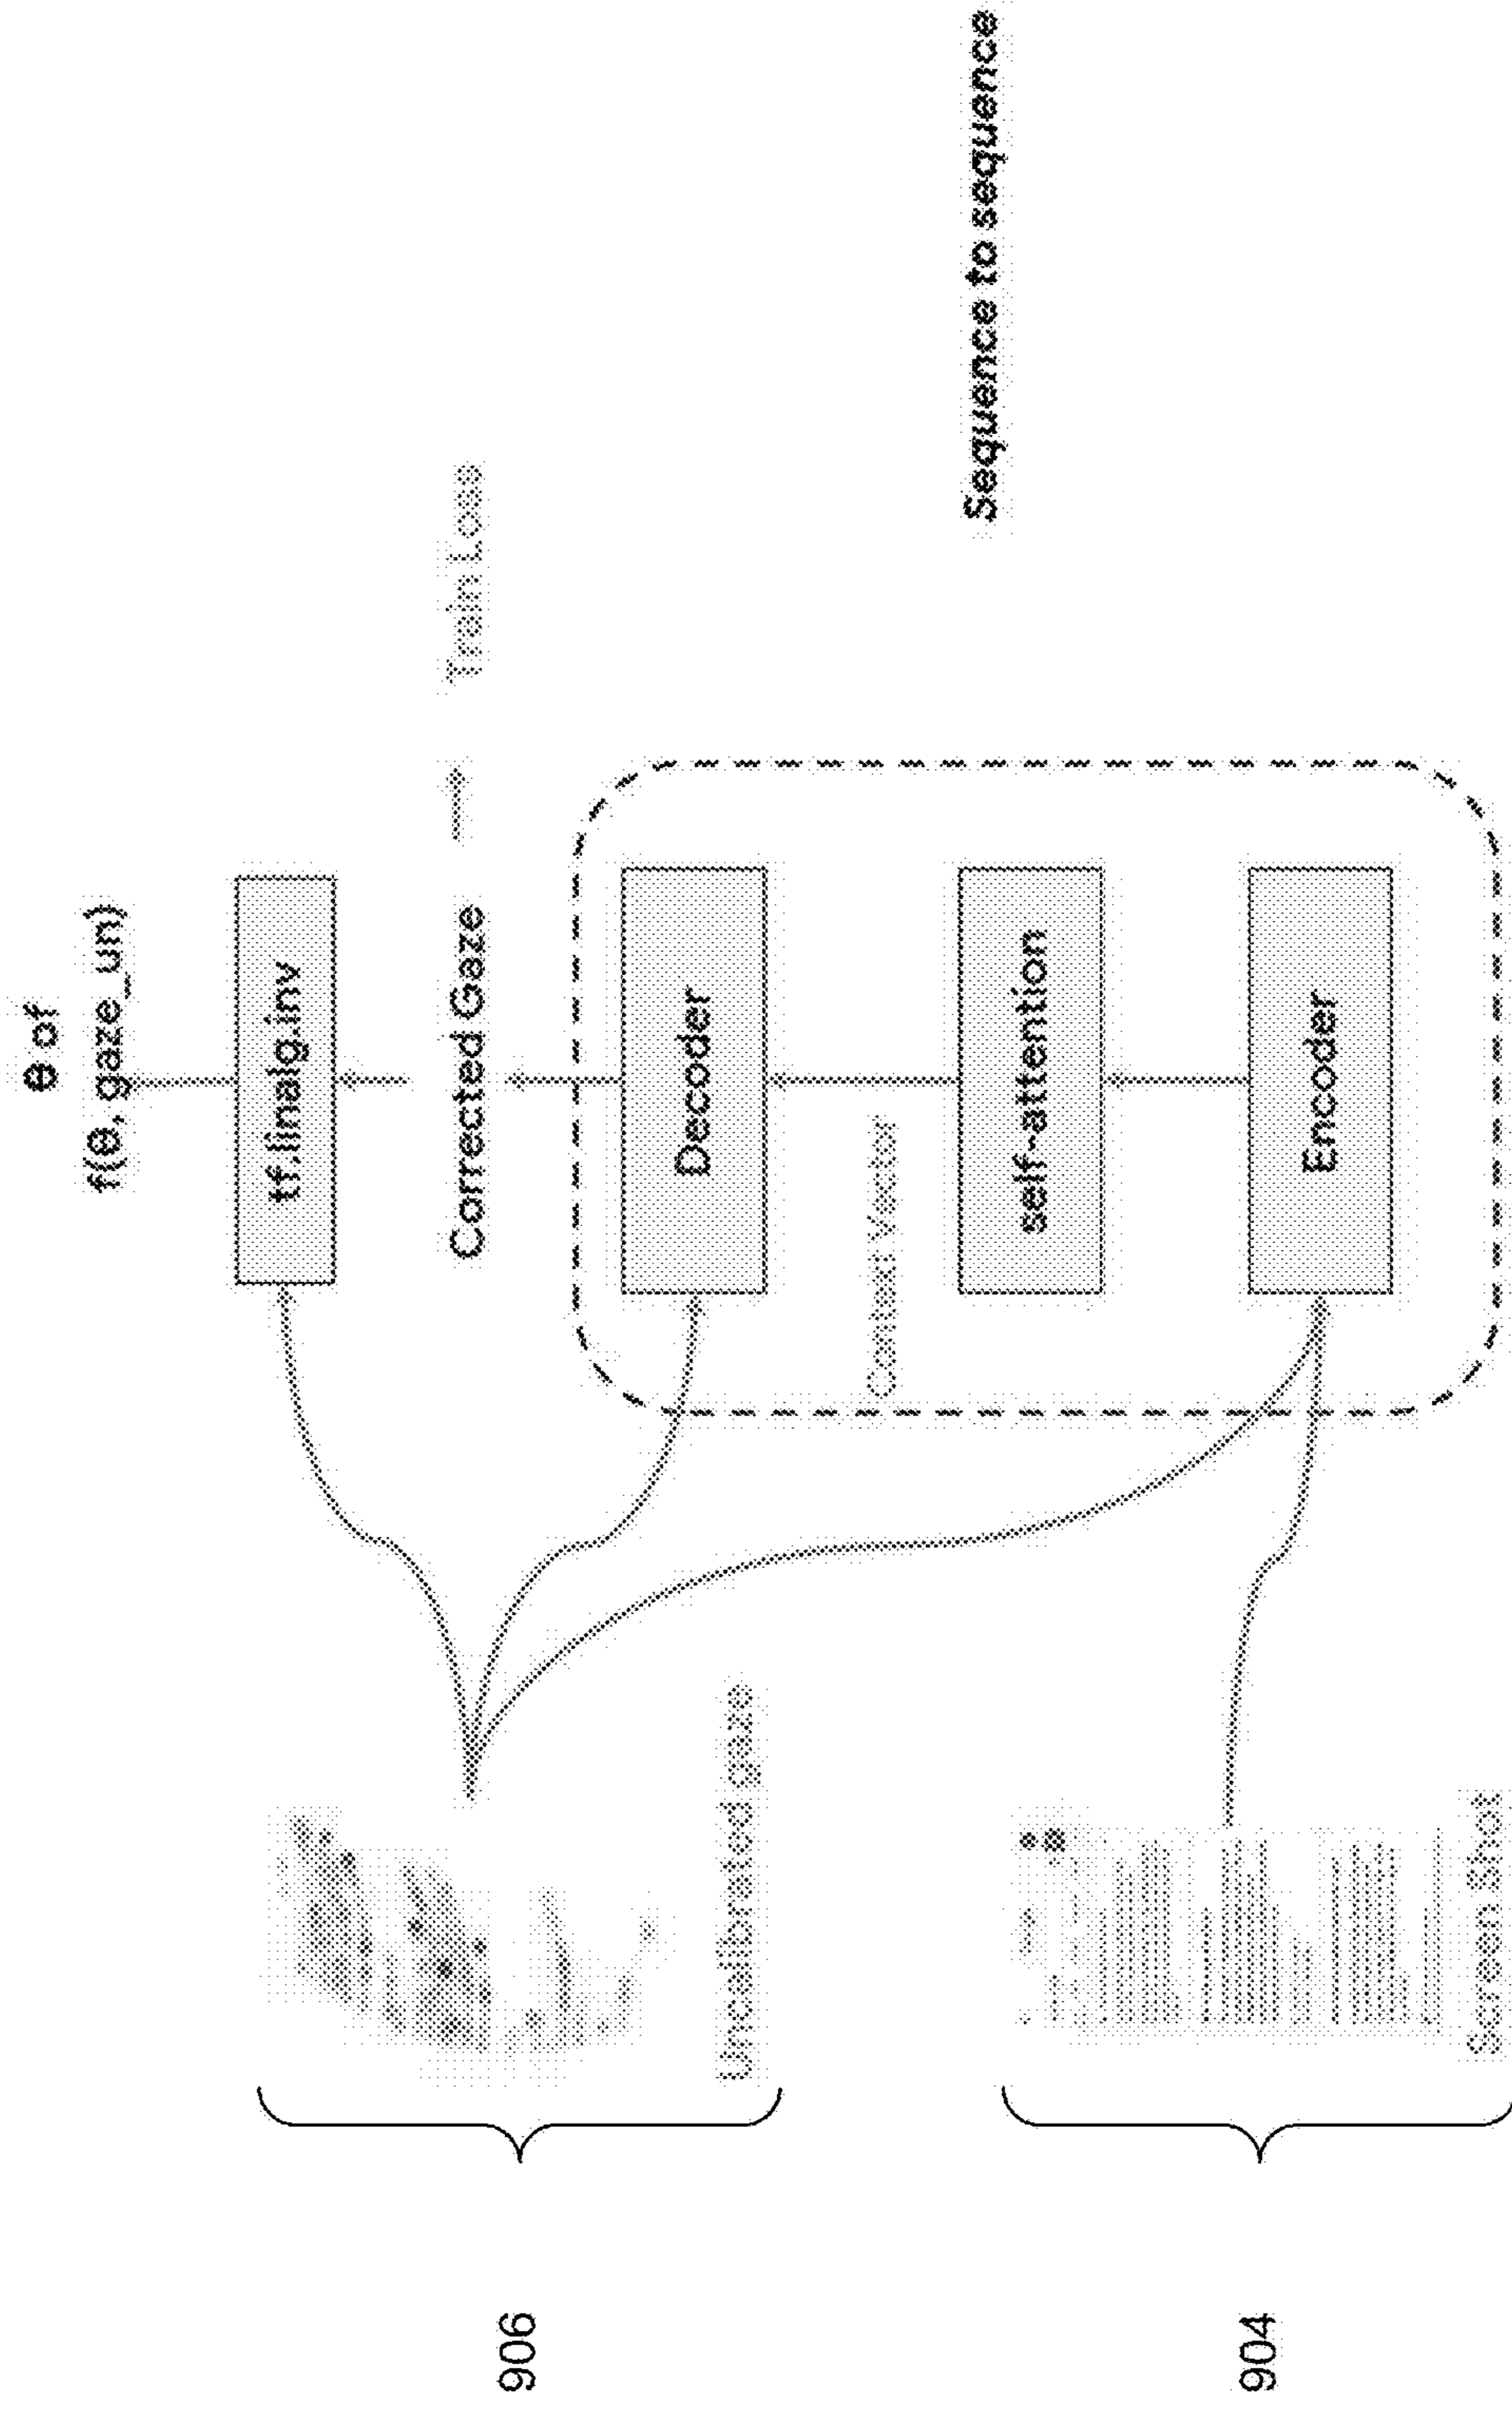 θ of
f(θ, gaze_un)
tf.linalg.inv
Corrected Gaze
Train Loss
Decoder
Context Vector
self-attention
Encoder
Sequence to sequence
Uncalibrated gaze
Screen Shot
906
904